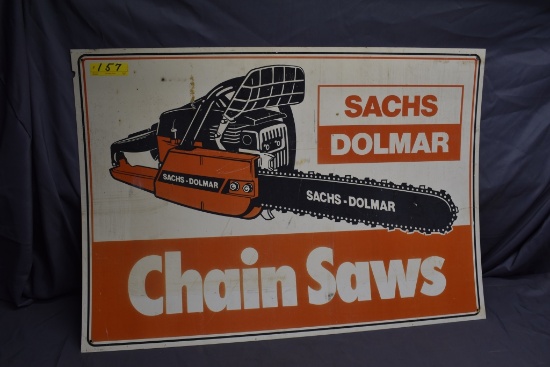 157
SACHS
DOLMAR
SACHS-DOLMAR
SACHS-DOLMAR
Chain Saws